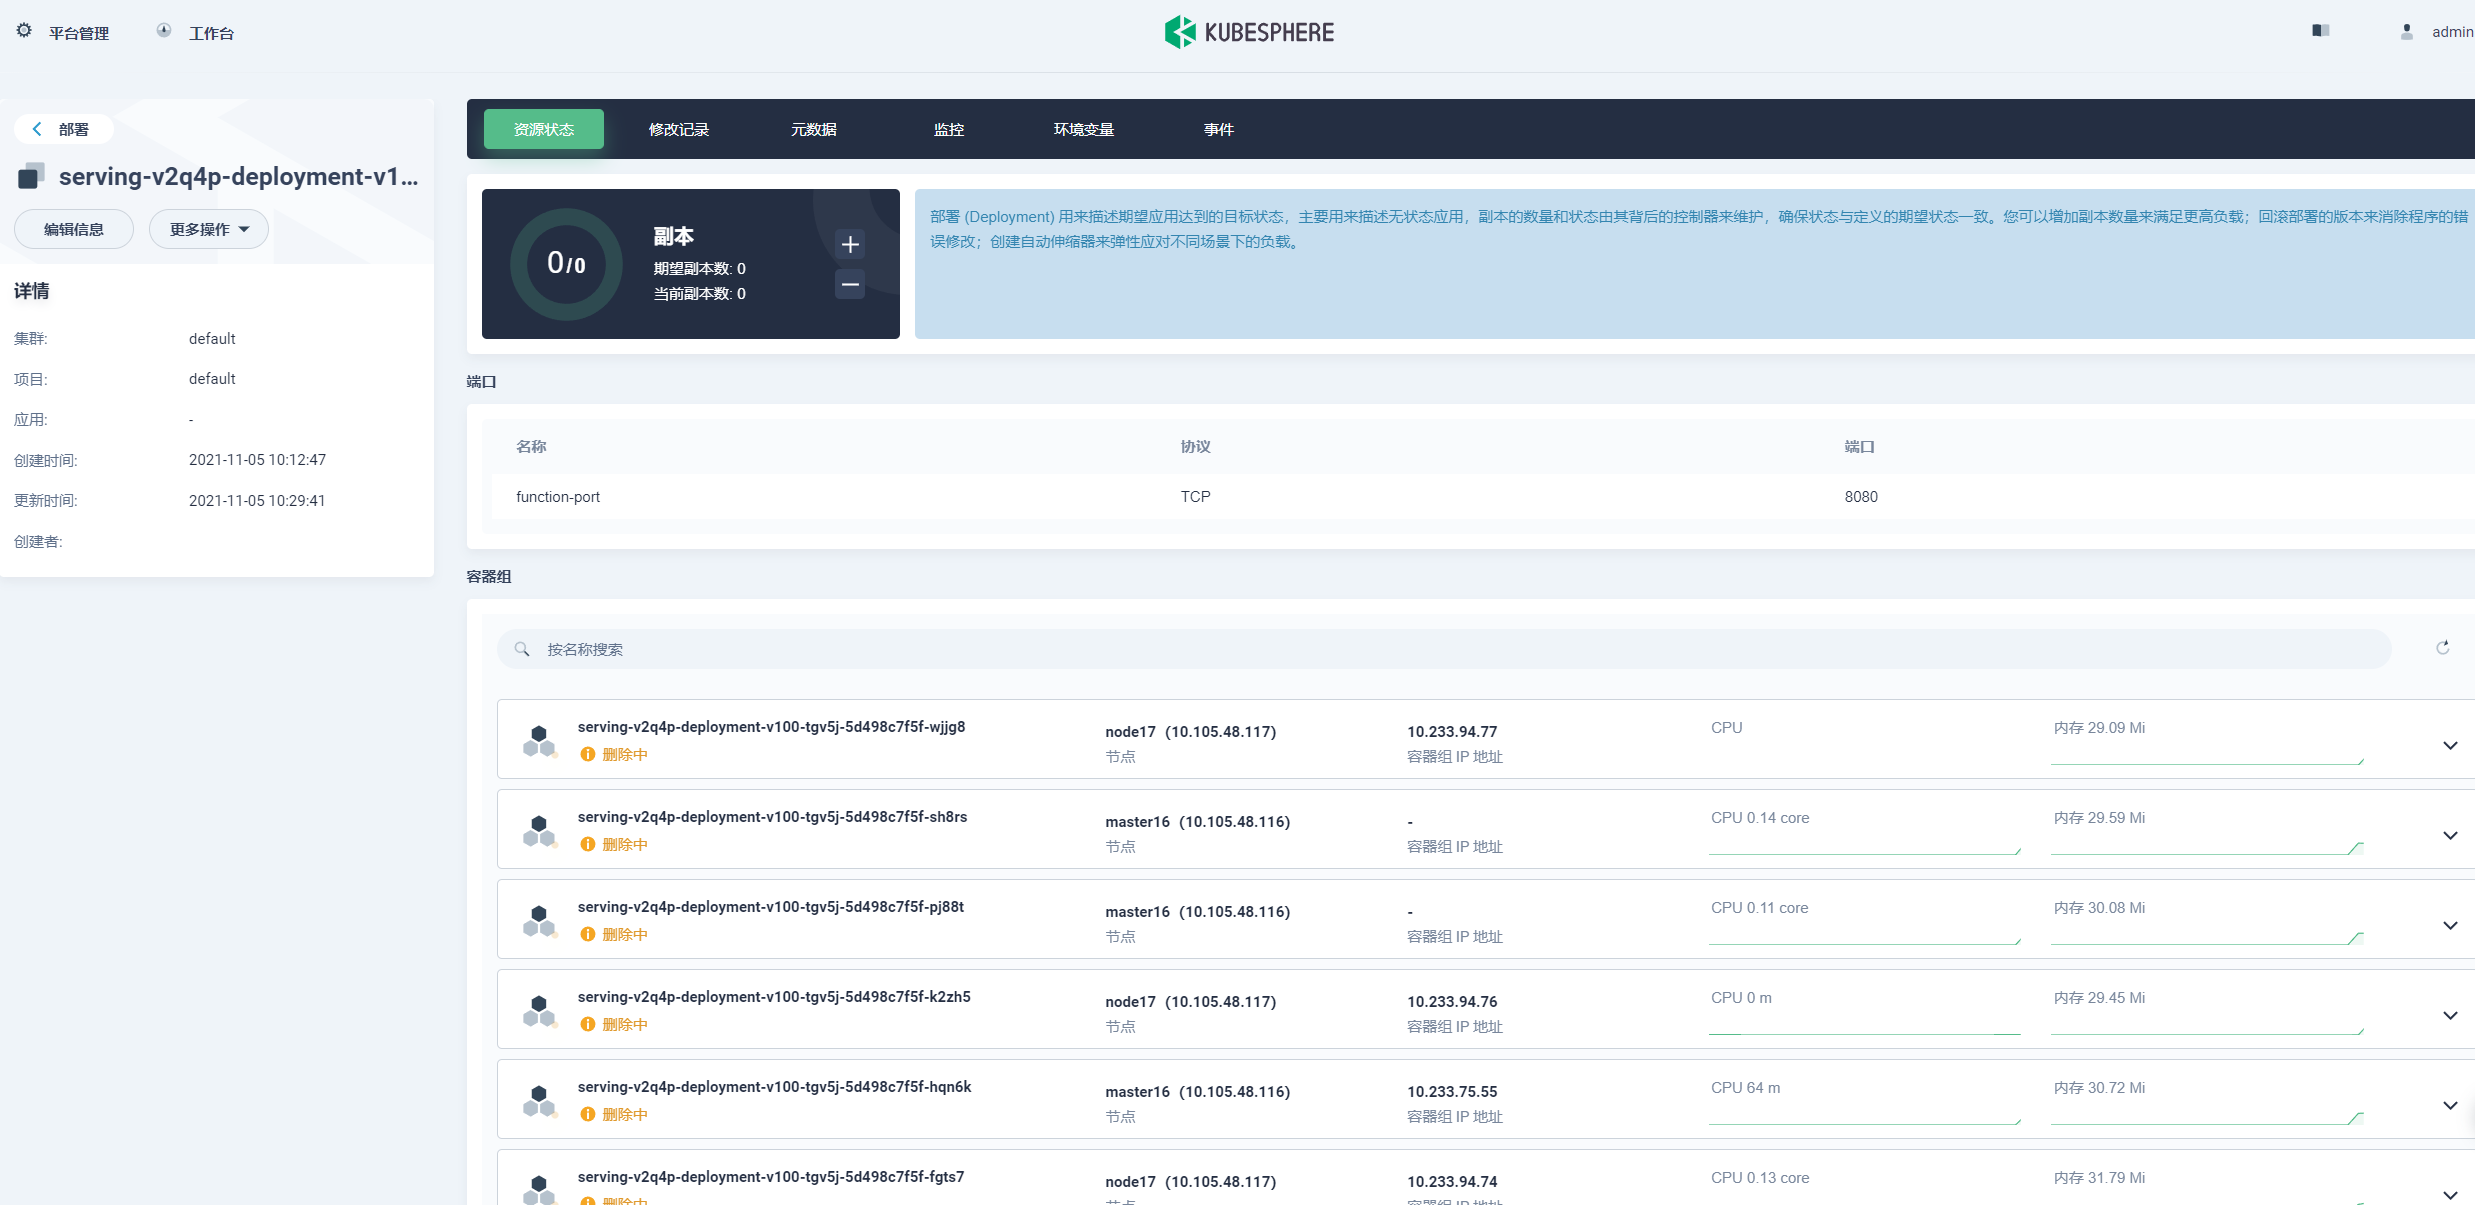 平台管理
工作台
KUBESPHERE
admin
部署
serving-v2q4p-deployment-v1...
编辑信息
更多操作
详情
集群: default
项目: default
应用: -
创建时间: 2021-11-05 10:12:47
更新时间: 2021-11-05 10:29:41
创建者:
资源状态 修改记录 元数据 监控 环境变量 事件
0/0
副本
期望副本数: 0
当前副本数: 0
部署 (Deployment) 用来描述期望应用达到的目标状态，主要用来描述无状态应用，副本的数量和状态由其背后的控制器来维护，确保状态与定义的期望状态一致。您可以增加副本数量来满足更高负载；回滚部署的版本来消除程序的错
误修改；创建自动伸缩器来弹性应对不同场景下的负载。
端口
名称 协议 端口
function-port TCP 8080
容器组
按名称搜索
serving-v2q4p-deployment-v100-tgv5j-5d498c7f5f-wjjg8
删除中
node17（10.105.48.117)
节点
10.233.94.77
容器组 IP 地址
CPU
内存 29.09 Mi
serving-v2q4p-deployment-v100-tgv5j-5d498c7f5f-sh8rs
删除中
master16（10.105.48.116)
节点
-
容器组 IP 地址
CPU 0.14 core
内存 29.59 Mi
serving-v2q4p-deployment-v100-tgv5j-5d498c7f5f-pj88t
删除中
master16（10.105.48.116)
节点
-
容器组 IP 地址
CPU 0.11 core
内存 30.08 Mi
serving-v2q4p-deployment-v100-tgv5j-5d498c7f5f-k2zh5
删除中
node17（10.105.48.117)
节点
10.233.94.76
容器组 IP 地址
CPU 0 m
内存 29.45 Mi
serving-v2q4p-deployment-v100-tgv5j-5d498c7f5f-hqn6k
删除中
master16（10.105.48.116)
节点
10.233.75.55
容器组 IP 地址
CPU 64 m
内存 30.72 Mi
serving-v2q4p-deployment-v100-tgv5j-5d498c7f5f-fgts7
删除中
node17（10.105.48.117)
节点
10.233.94.74
容器组 IP 地址
CPU 0.13 core
内存 31.79 Mi